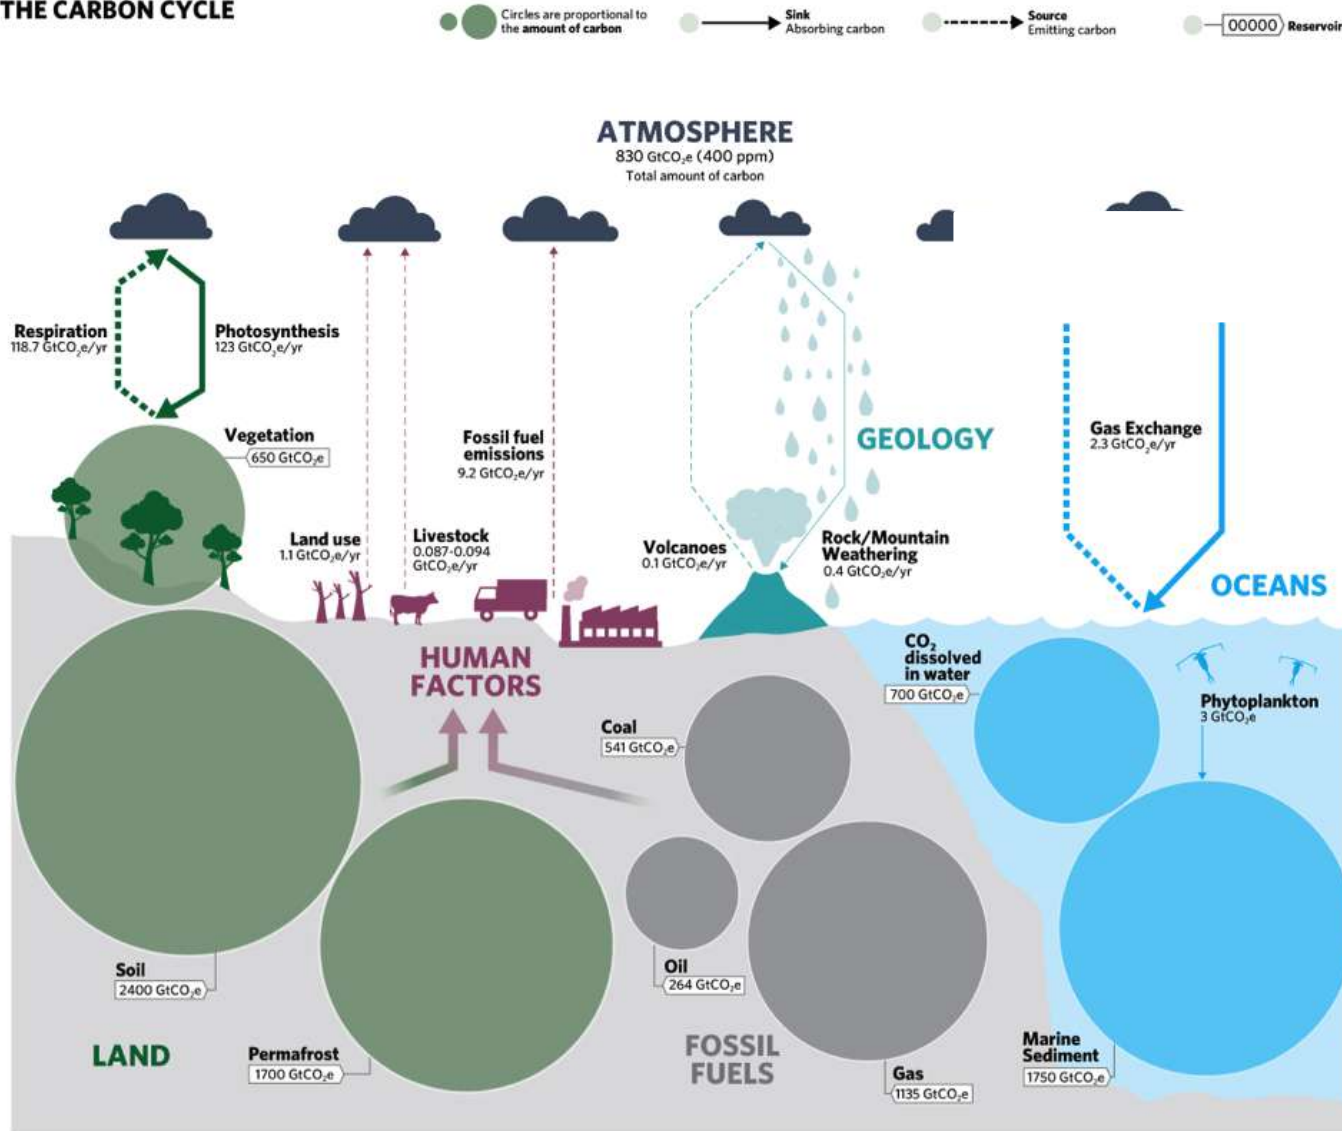 THE CARBON CYCLE
Circles are proportional to
the amount of carbon
Sink
Absorbing carbon
Source
Emitting carbon
00000
Reservoir
ATMOSPHERE
830 GtCO₂e (400 ppm)
Total amount of carbon
Respiration
118.7 GtCO₂e/yr
Photosynthesis
123 GtCO₂e/yr
Vegetation
650 GtCO₂e
Land use
1.1 GtCO₂e/yr
Livestock
0.087-0.094
GtCO₂e/yr
Fossil fuel
emissions
9.2 GtCO₂e/yr
HUMAN
FACTORS
Volcanoes
0.1 GtCO₂e/yr
GEOLOGY
Rock/Mountain
Weathering
0.4 GtCO₂e/yr
Gas Exchange
2.3 GtCO₂e/yr
OCEANS
CO₂
dissolved
in water
700 GtCO₂e
Phytoplankton
3 GtCO₂e
Coal
541 GtCO₂e
Soil
2400 GtCO₂e
Oil
264 GtCO₂e
LAND
Permafrost
1700 GtCO₂e
FOSSIL
FUELS
Gas
1135 GtCO₂e
Marine
Sediment
1750 GtCO₂e